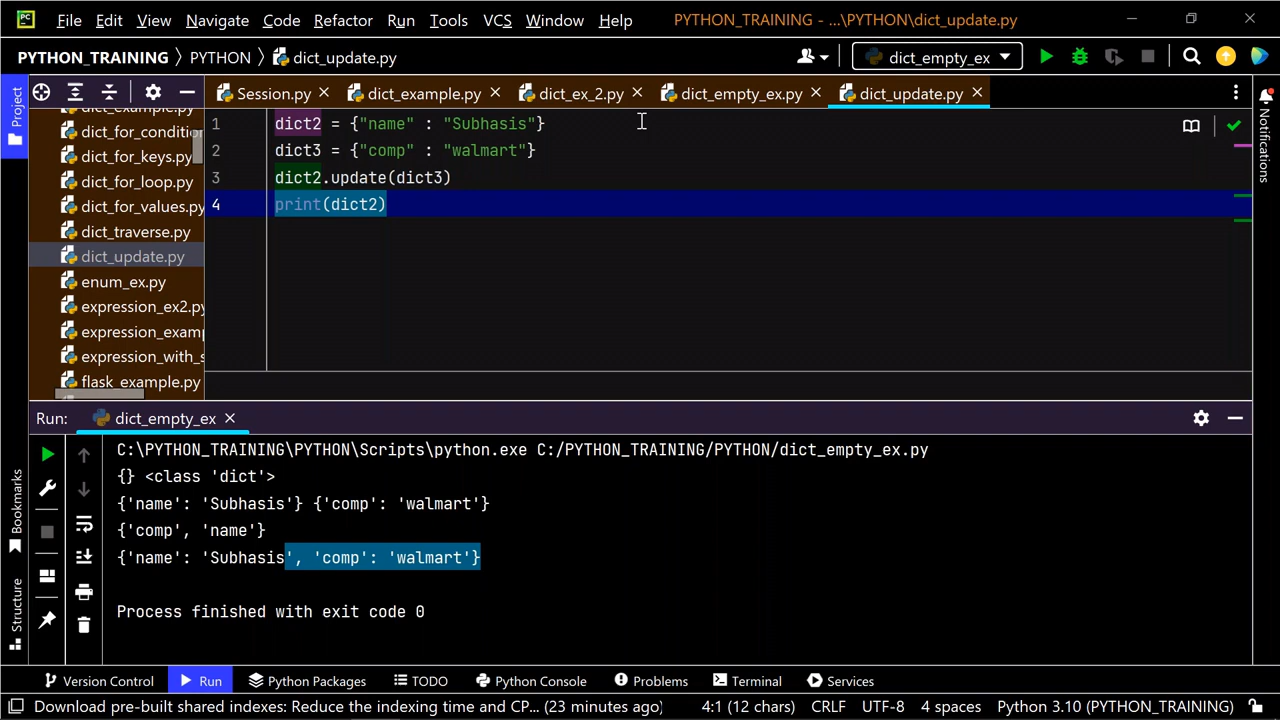 PC File Edit View Navigate Code Refactor Run Tools VCS Window Help PYTHON_TRAINING - ...\PYTHON\dict_update.py
PYTHON_TRAINING PYTHON dict_update.py dict_empty_ex
Project
Session.py dict_example.py dict_ex_2.py dict_empty_ex.py dict_update.py
Notifications
dict_example.py
dict_for_condition
dict_for_keys.py
dict_for_loop.py
dict_for_values.py
dict_traverse.py
dict_update.py
enum_ex.py
expression_ex2.py
expression_examp
expression_with_s
flask_example.py
1 dict2 = {"name" : "Subhasis"}
2 dict3 = {"comp" : "walmart"}
3 dict2.update(dict3)
4 print(dict2)
Run: dict_empty_ex
C:\PYTHON_TRAINING\PYTHON\Scripts\python.exe C:/PYTHON_TRAINING/PYTHON/dict_empty_ex.py
{} <class 'dict'>
{'name': 'Subhasis'} {'comp': 'walmart'}
{'comp', 'name'}
{'name': 'Subhasis', 'comp': 'walmart'}
Process finished with exit code 0
Bookmarks
Structure
Version Control Run Python Packages TODO Python Console Problems Terminal Services
Download pre-built shared indexes: Reduce the indexing time and CP... (23 minutes ago) 4:1 (12 chars) CRLF UTF-8 4 spaces Python 3.10 (PYTHON_TRAINING)